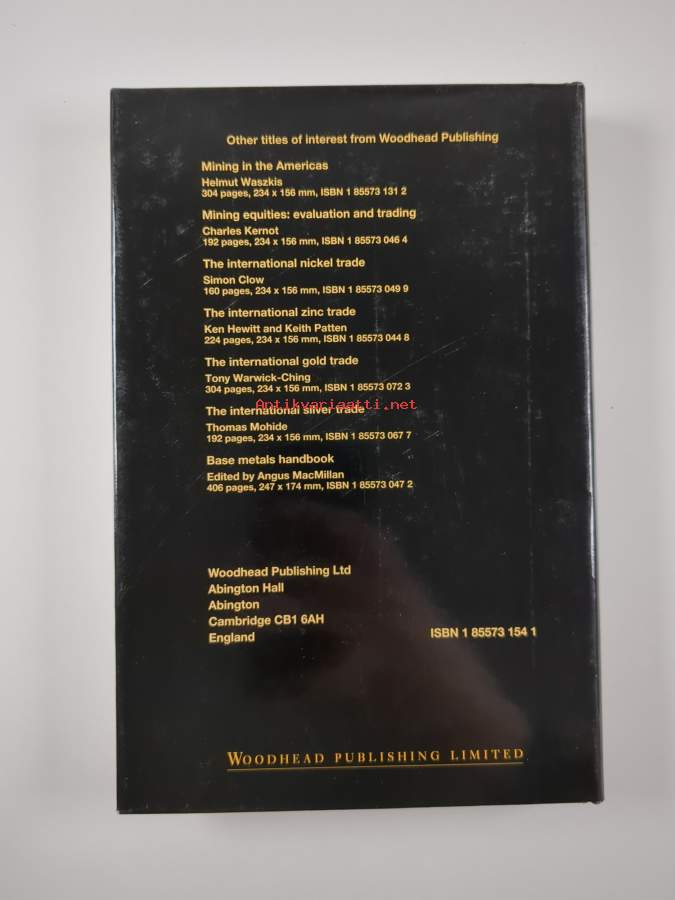 Other titles of interest from Woodhead Publishing
Mining in the Americas
Helmut Waszkis
304 pages, 234 x 156 mm, ISBN 1 85573 131 2
Mining equities: evaluation and trading
Charles Kernot
192 pages, 234 x 156 mm, ISBN 1 85573 046 4
The international nickel trade
Simon Clow
160 pages, 234 x 156 mm, ISBN 1 85573 049 9
The international zinc trade
Ken Hewitt and Keith Patten
224 pages, 234 x 156 mm, ISBN 1 85573 044 8
The international gold trade
Tony Warwick-Ching
304 pages, 234 x 156 mm, ISBN 1 85573 072 3
Antikvariaatti.net
The international silver trade
Thomas Mohide
192 pages, 234 x 156 mm, ISBN 1 85573 067 7
Base metals handbook
Edited by Angus MacMillan
406 pages, 247 x 174 mm, ISBN 1 85573 047 2
Woodhead Publishing Ltd
Abington Hall
Abington
Cambridge CB1 6AH
England
ISBN 1 85573 154 1
WOODHEAD PUBLISHING LIMITED